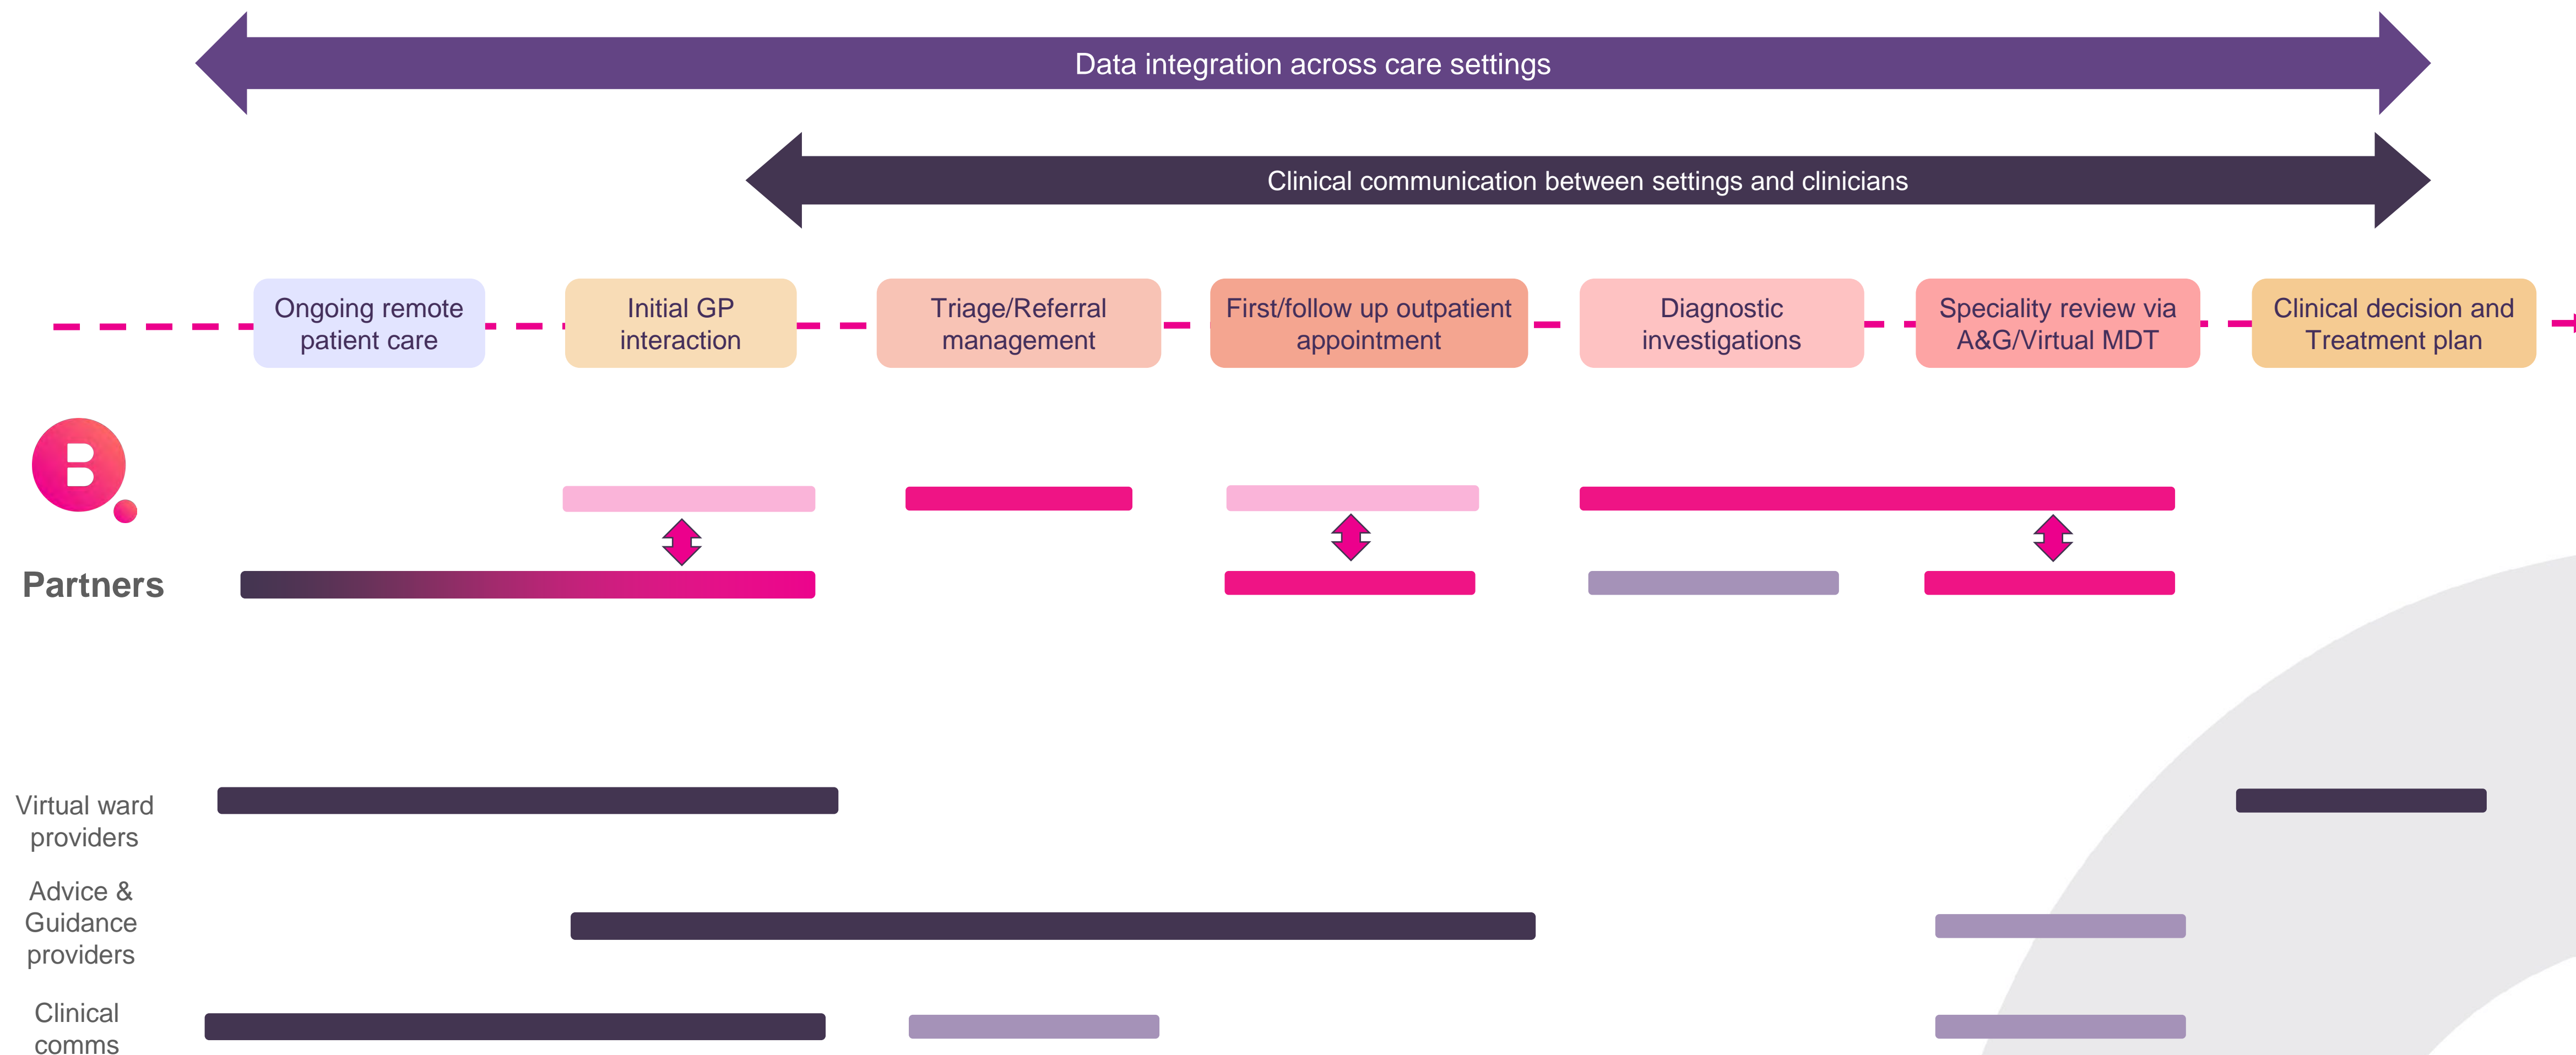 Data integration across care settings
Clinical communication between settings and clinicians
Ongoing remote
patient care
Initial GP
interaction
Triage/Referral
management
First/follow up outpatient
appointment
Diagnostic
investigations
Speciality review via
A&G/Virtual MDT
Clinical decision and
Treatment plan
B
Partners
Virtual ward
providers
Advice &
Guidance
providers
Clinical
comms